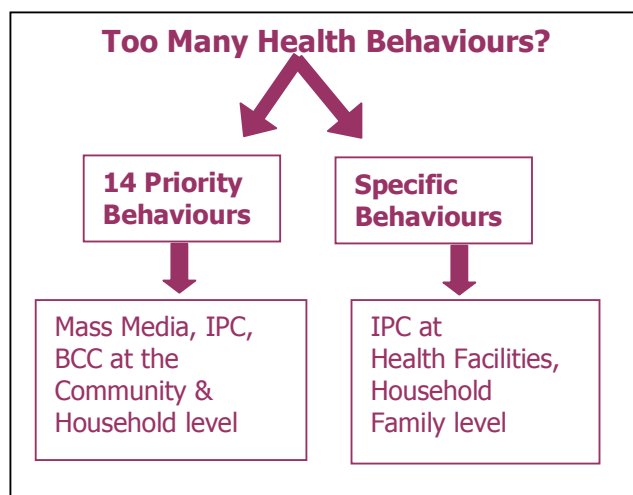 Too Many Health Behaviours?
14 Priority
Behaviours
Specific
Behaviours
Mass Media, IPC,
BCC at the
Community &
Household level
IPC at
Health Facilities,
Household
Family level